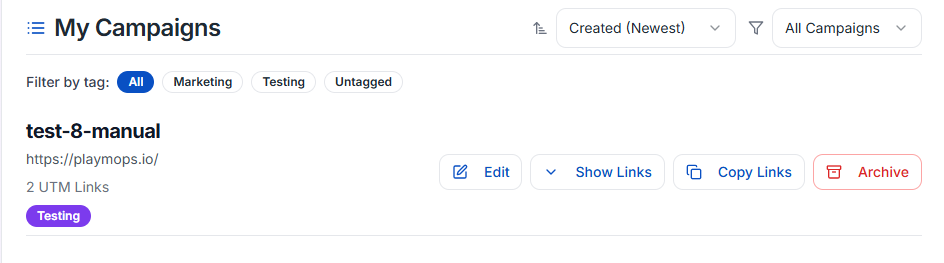 My Campaigns
Created (Newest)
All Campaigns
Filter by tag: All Marketing Testing Untagged
test-8-manual
https://playmops.io/
2 UTM Links
Edit Show Links Copy Links Archive
Testing